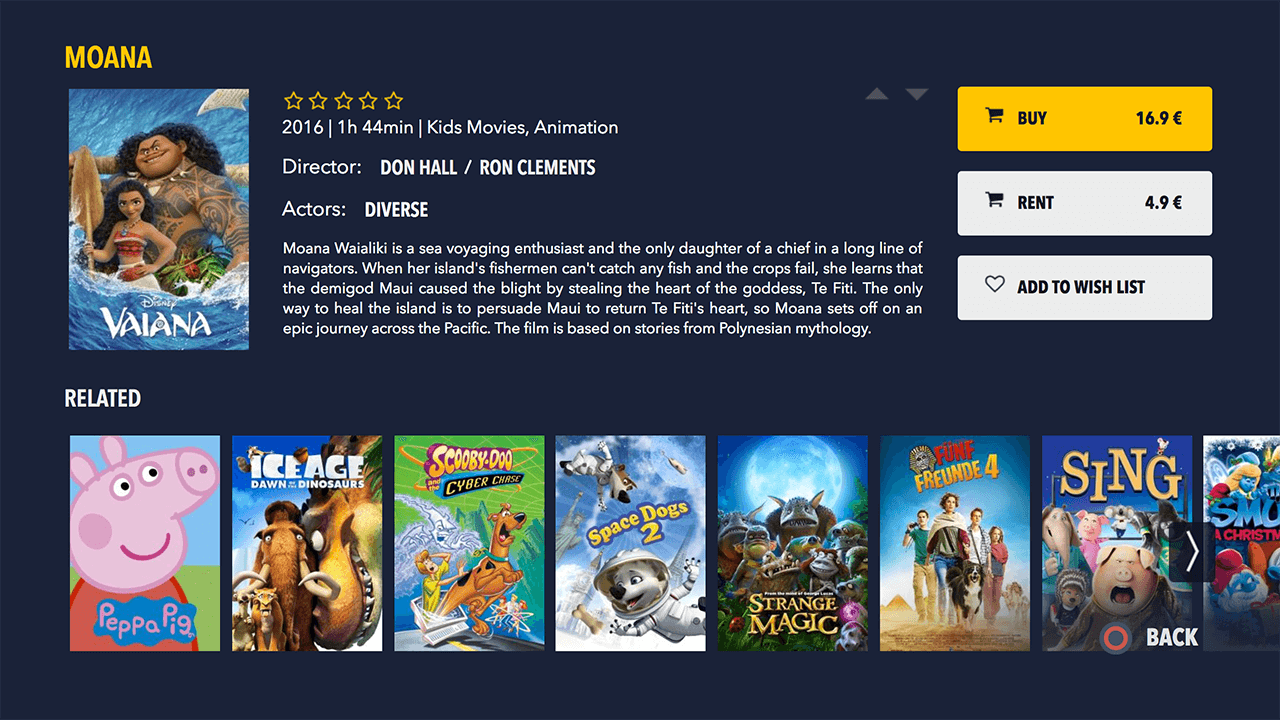 MOANA
2016 | 1h 44min | Kids Movies, Animation
Director: DON HALL / RON CLEMENTS
Actors: DIVERSE
Moana Waialiki is a sea voyaging enthusiast and the only daughter of a chief in a long line of
navigators. When her island's fishermen can't catch any fish and the crops fail, she learns that
the demigod Maui caused the blight by stealing the heart of the goddess, Te Fiti. The only
way to heal the island is to persuade Maui to return Te Fiti's heart, so Moana sets off on an
epic journey across the Pacific. The film is based on stories from Polynesian mythology.
Disney
VAIANA
BUY 16.9 €
RENT 4.9 €
ADD TO WISH LIST
RELATED
Peppa Pig
ICE AGE
DAWN OF THE DINOSAURS
SCOOBY-DOO
and the
CYBER CHASE
Space Dogs
2
From the mind of George Lucas
STRANGE
MAGIC
FÜNF
FREUNDE 4
SING
A CHRISTM
BACK